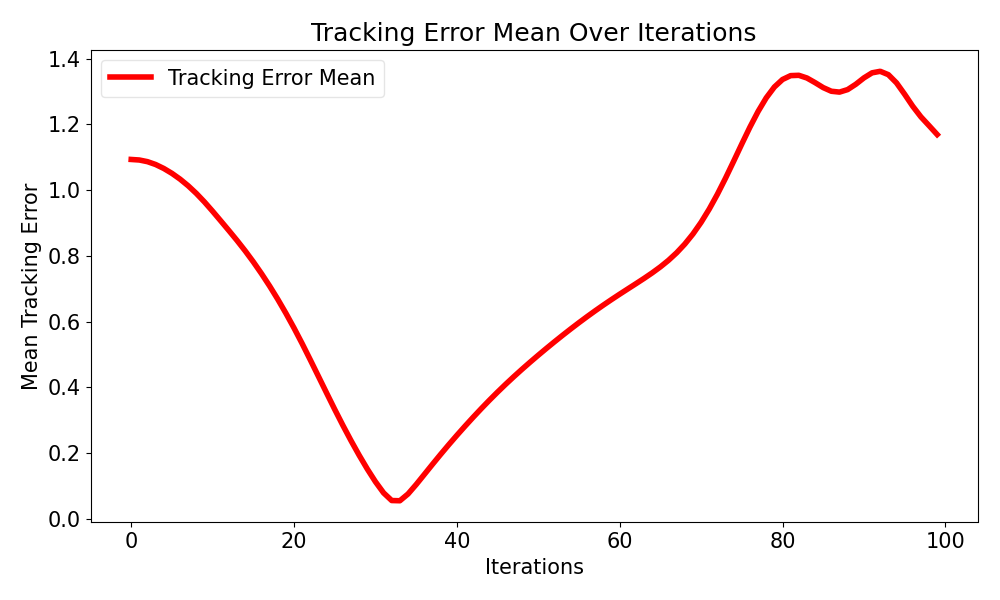 Tracking Error Mean Over Iterations
Tracking Error Mean
Mean Tracking Error
1.4
1.2
1.0
0.8
0.6
0.4
0.2
0.0
0 20 40 60 80 100
Iterations